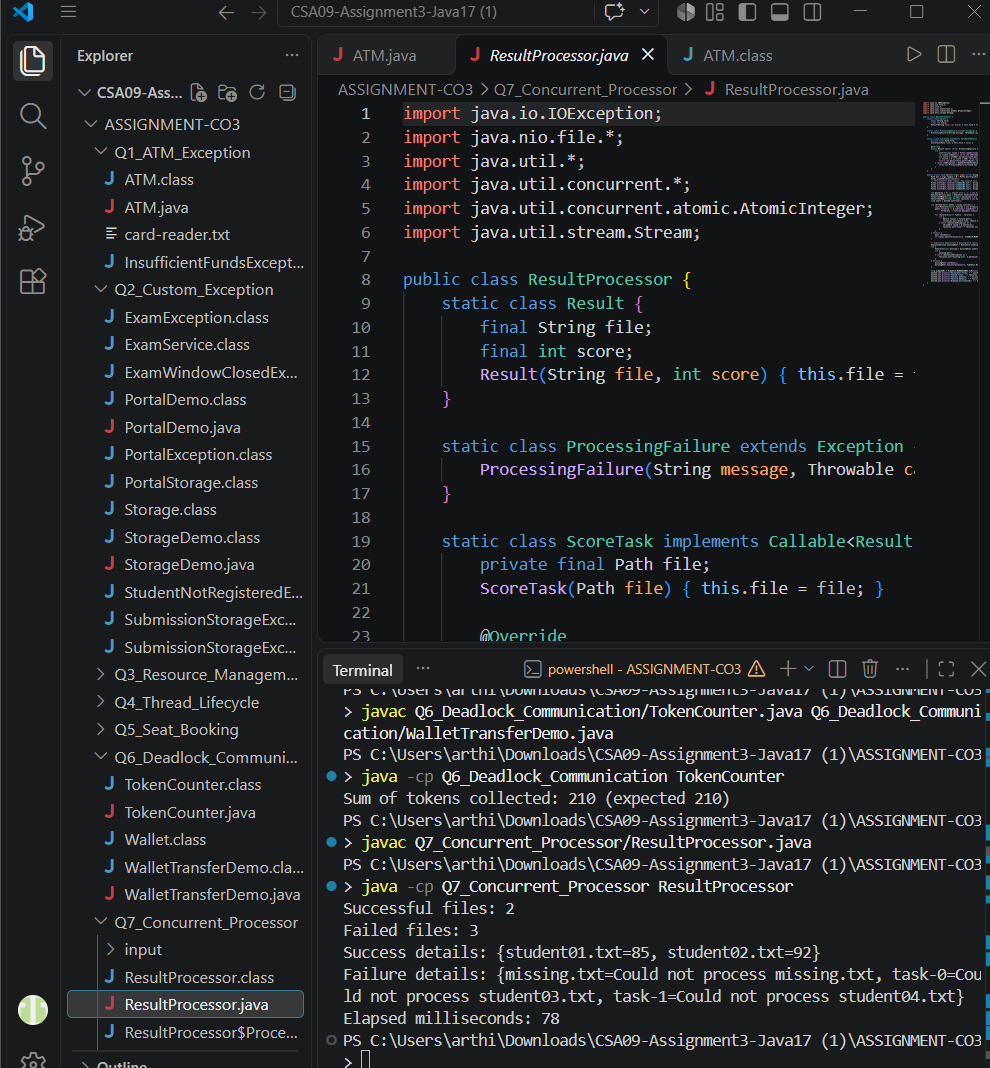 CSA09-Assignment3-Java17 (1)
Explorer
CSA09-Ass...
ASSIGNMENT-CO3
Q1_ATM_Exception
ATM.class
ATM.java
card-reader.txt
InsufficientFundsExcept...
Q2_Custom_Exception
ExamException.class
ExamService.class
ExamWindowClosedEx...
PortalDemo.class
PortalDemo.java
PortalException.class
PortalStorage.class
Storage.class
StorageDemo.class
StorageDemo.java
StudentNotRegisteredE...
SubmissionStorageExc...
SubmissionStorageExc...
Q3_Resource_Managem...
Q4_Thread_Lifecycle
Q5_Seat_Booking
Q6_Deadlock_Communi...
TokenCounter.class
TokenCounter.java
Wallet.class
WalletTransferDemo.cla...
WalletTransferDemo.java
Q7_Concurrent_Processor
input
ResultProcessor.class
ResultProcessor.java
ResultProcessor$Proce...
Outline
ATM.java
ResultProcessor.java
ATM.class
ASSIGNMENT-CO3 > Q7_Concurrent_Processor > ResultProcessor.java
1 import java.io.IOException;
2 import java.nio.file.*;
3 import java.util.*;
4 import java.util.concurrent.*;
5 import java.util.concurrent.atomic.AtomicInteger;
6 import java.util.stream.Stream;
7
8 public class ResultProcessor {
9 static class Result {
10 final String file;
11 final int score;
12 Result(String file, int score) { this.file =
13 }
14
15 static class ProcessingFailure extends Exception
16 ProcessingFailure(String message, Throwable ca
17 }
18
19 static class ScoreTask implements Callable<Result
20 private final Path file;
21 ScoreTask(Path file) { this.file = file; }
22
23 @Override
Terminal
powershell - ASSIGNMENT-CO3
PS C:\Users\arthi\Downloads\CSA09-Assignment3-Java17 (1)\ASSIGNMENT-CO3
> javac Q6_Deadlock_Communication/TokenCounter.java Q6_Deadlock_Communi
cation/WalletTransferDemo.java
PS C:\Users\arthi\Downloads\CSA09-Assignment3-Java17 (1)\ASSIGNMENT-CO3
> java -cp Q6_Deadlock_Communication TokenCounter
Sum of tokens collected: 210 (expected 210)
PS C:\Users\arthi\Downloads\CSA09-Assignment3-Java17 (1)\ASSIGNMENT-CO3
> javac Q7_Concurrent_Processor/ResultProcessor.java
PS C:\Users\arthi\Downloads\CSA09-Assignment3-Java17 (1)\ASSIGNMENT-CO3
> java -cp Q7_Concurrent_Processor ResultProcessor
Successful files: 2
Failed files: 3
Success details: {student01.txt=85, student02.txt=92}
Failure details: {missing.txt=Could not process missing.txt, task-0=Cou
ld not process student03.txt, task-1=Could not process student04.txt}
Elapsed milliseconds: 78
PS C:\Users\arthi\Downloads\CSA09-Assignment3-Java17 (1)\ASSIGNMENT-CO3
>